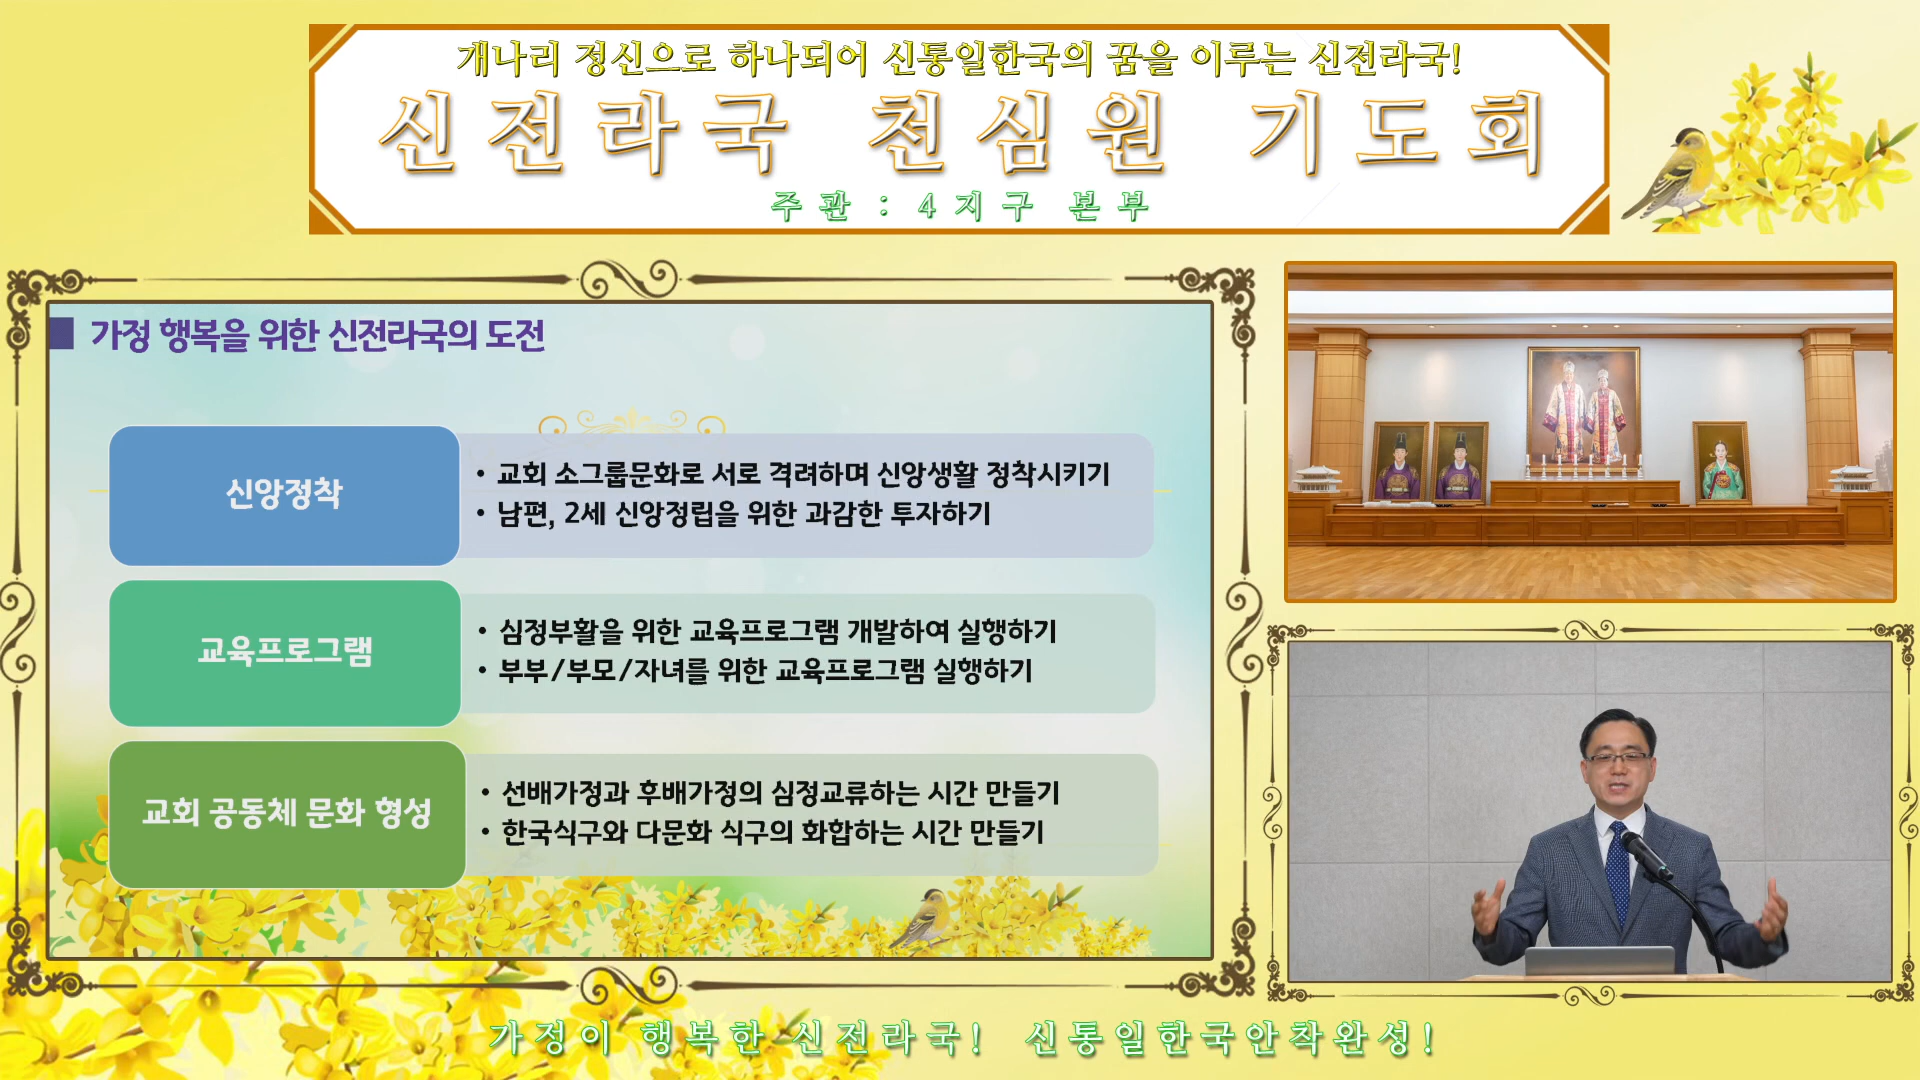 개나리 정신으로 하나되어 신통일한국의 꿈을 이루는 신전라국!
신전라국 천심원 기도회
주관 : 4지구 본부
가정 행복을 위한 신전라국의 도전
신앙정착
• 교회 소그룹문화로 서로 격려하며 신앙생활 정착시키기
• 남편, 2세 신앙정립을 위한 과감한 투자하기
교육프로그램
• 심정부활을 위한 교육프로그램 개발하여 실행하기
• 부부/부모/자녀를 위한 교육프로그램 실행하기
교회 공동체 문화 형성
• 선배가정과 후배가정의 심정교류하는 시간 만들기
• 한국식구와 다문화 식구의 화합하는 시간 만들기
가정이 행복한 신전라국! 신통일한국안착완성!